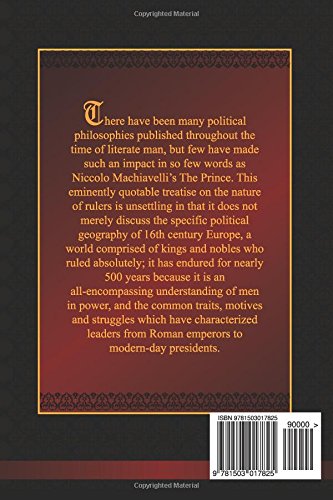 Copyrighted Material
There have been many political
philosophies published throughout the
time of literate man, but few have made
such an impact in so few words as
Niccolo Machiavelli's The Prince. This
eminently quotable treatise on the nature
of rulers is unsettling in that it does not
merely discuss the specific political
geography of 16th century Europe, a
world comprised of kings and nobles who
ruled absolutely; it has endured for nearly
500 years because it is an
all-encompassing understanding of men
in power, and the common traits, motives
and struggles which have characterized
leaders from Roman emperors to
modern-day presidents.
ISBN 9781503017825
90000 >
9 781503 017825
Copyrighted Material